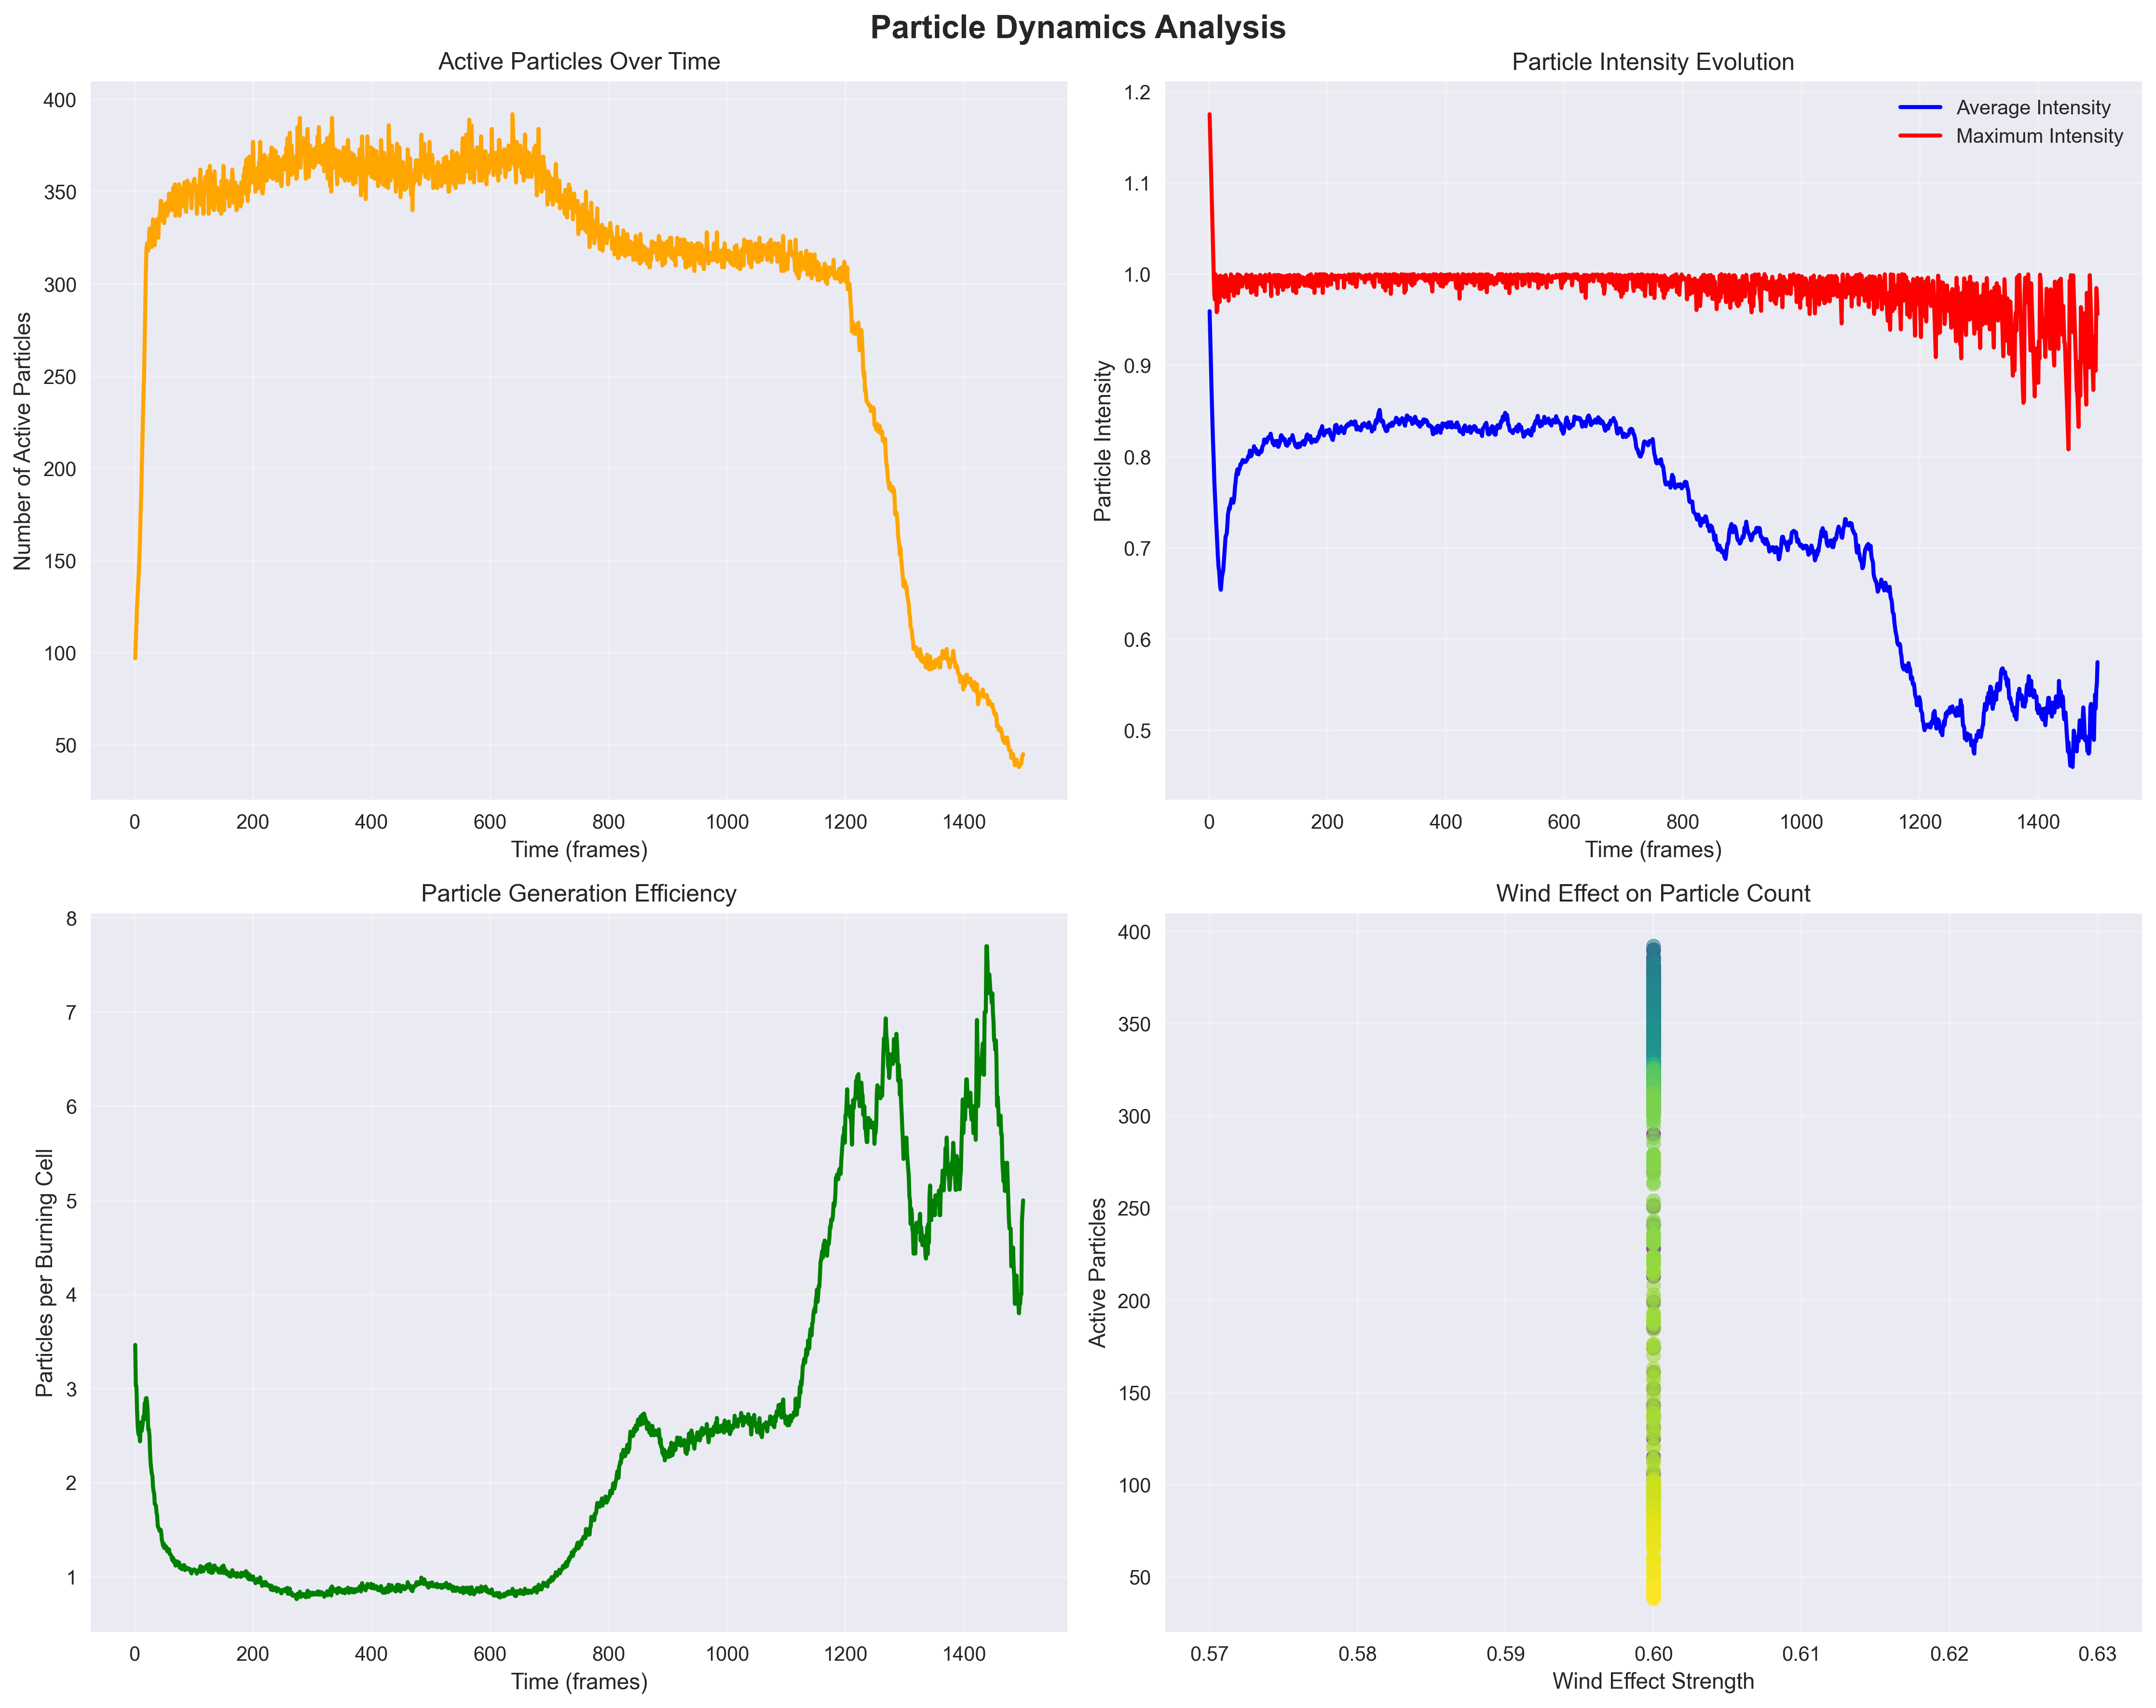 Particle Dynamics Analysis
Active Particles Over Time
400
350
300
250
200
150
100
50
Number of Active Particles
0 200 400 600 800 1000 1200 1400
Time (frames)
Particle Intensity Evolution
Average Intensity
Maximum Intensity
1.2
1.1
1.0
0.9
0.8
0.7
0.6
0.5
Particle Intensity
0 200 400 600 800 1000 1200 1400
Time (frames)
Particle Generation Efficiency
8
7
6
5
4
3
2
1
Particles per Burning Cell
0 200 400 600 800 1000 1200 1400
Time (frames)
Wind Effect on Particle Count
400
350
300
250
200
150
100
50
Active Particles
0.57 0.58 0.59 0.60 0.61 0.62 0.63
Wind Effect Strength